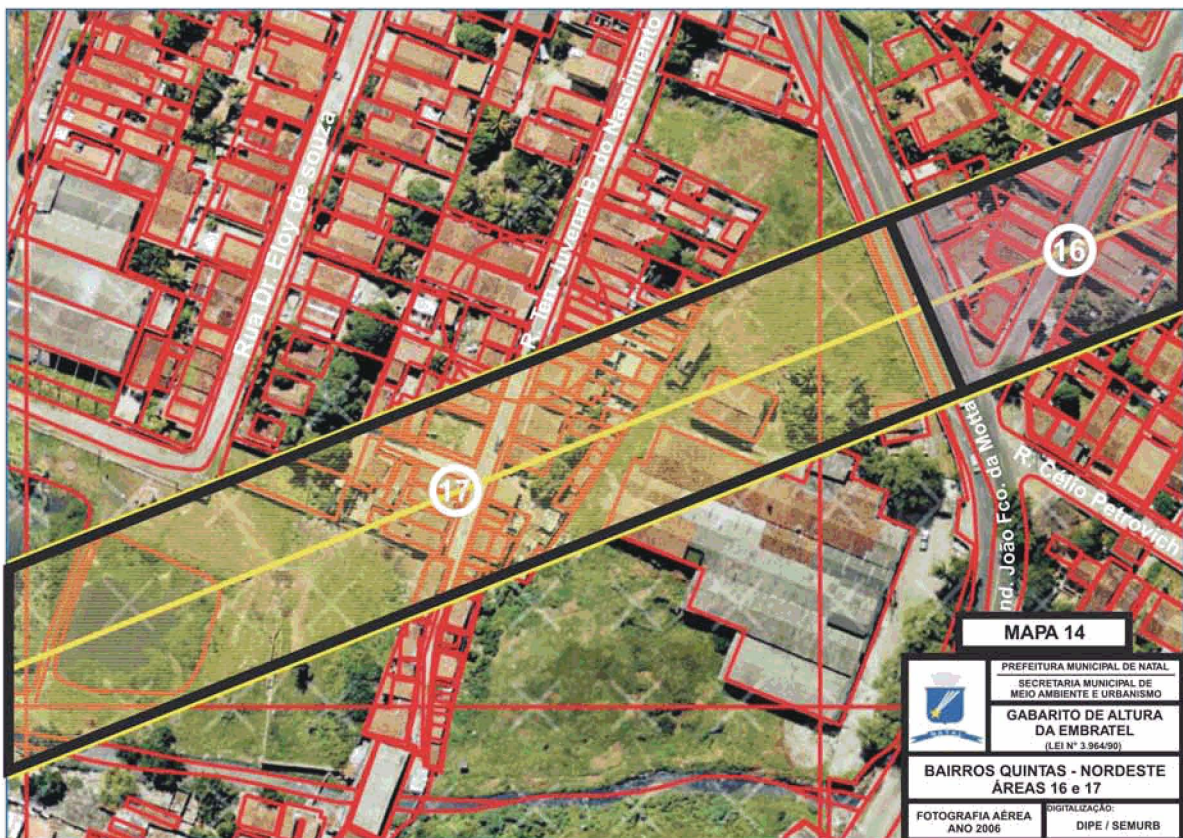 Rua Dr. Eloy de souza
R. Ten. Juvenal B. do Nascimento
16
17
nd. João Fco. da Motta
R. Célio Petrovich
MAPA 14
PREFEITURA MUNICIPAL DE NATAL
SECRETARIA MUNICIPAL DE
MEIO AMBIENTE E URBANISMO
NATAL
GABARITO DE ALTURA
DA EMBRATEL
(LEI N° 3.964/90)
BAIRROS QUINTAS - NORDESTE
ÁREAS 16 e 17
FOTOGRAFIA AÉREA
ANO 2006
DIGITALIZAÇÃO:
DIPE / SEMURB